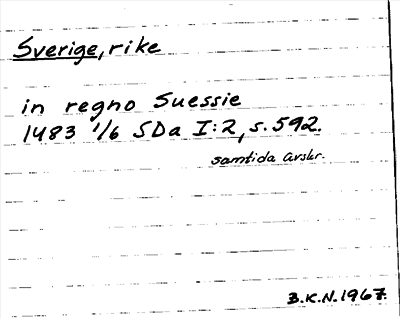 Sverige, rike
in regno Suessie
1483 1/6 SDa I:2, s. 592.
samtida avskr.
B.K.N. 1967.